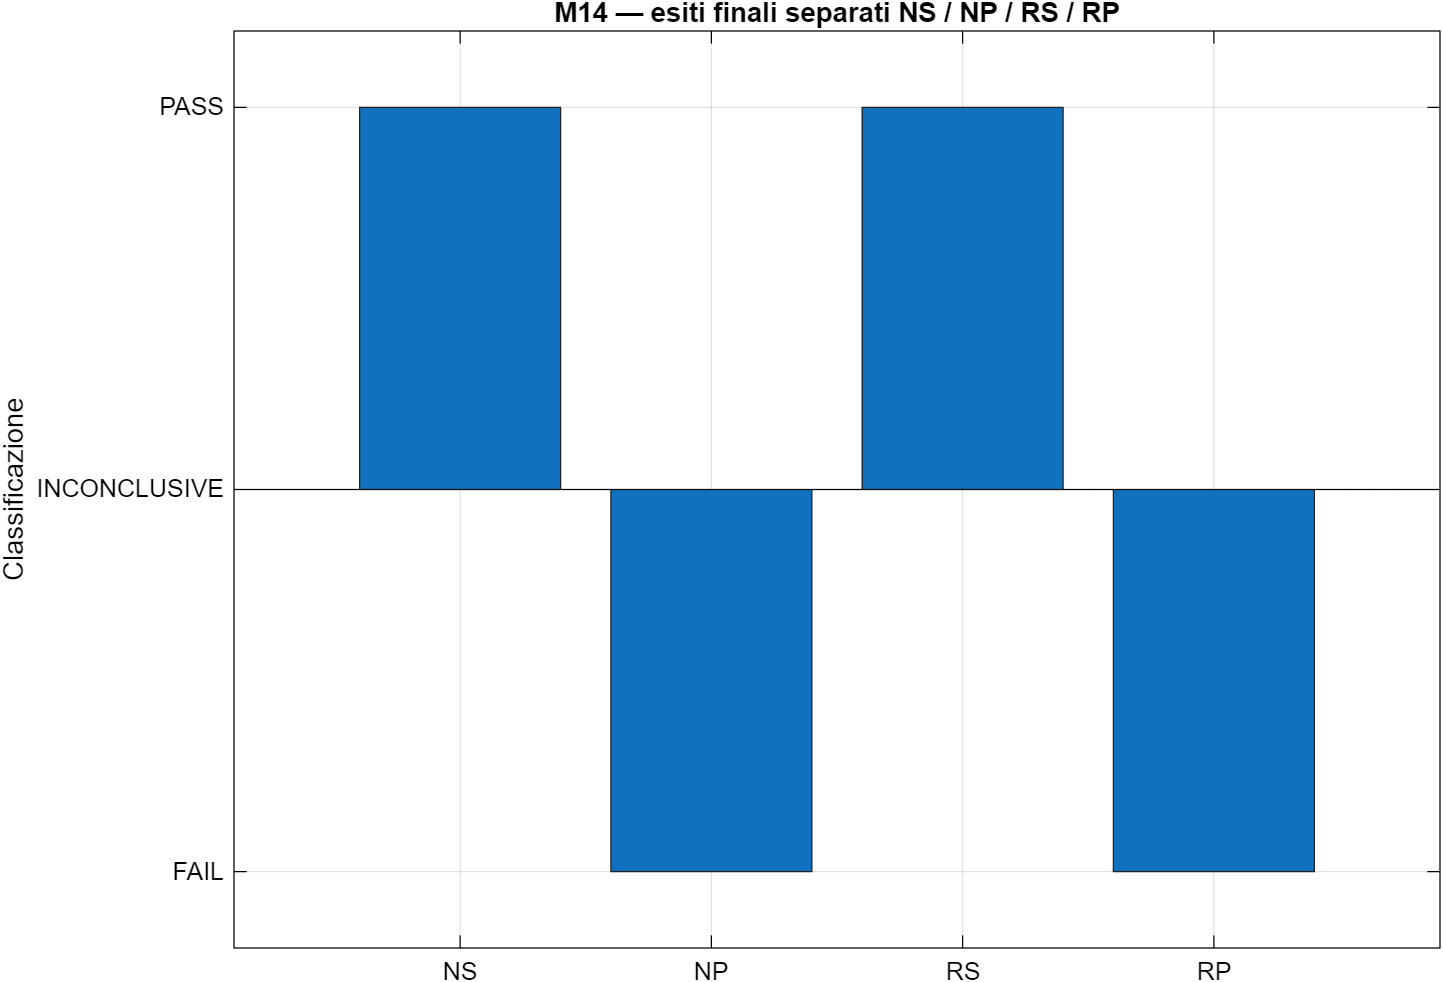 M14 — esiti finali separati NS / NP / RS / RP
Classificazione
PASS
INCONCLUSIVE
FAIL
NS NP RS RP